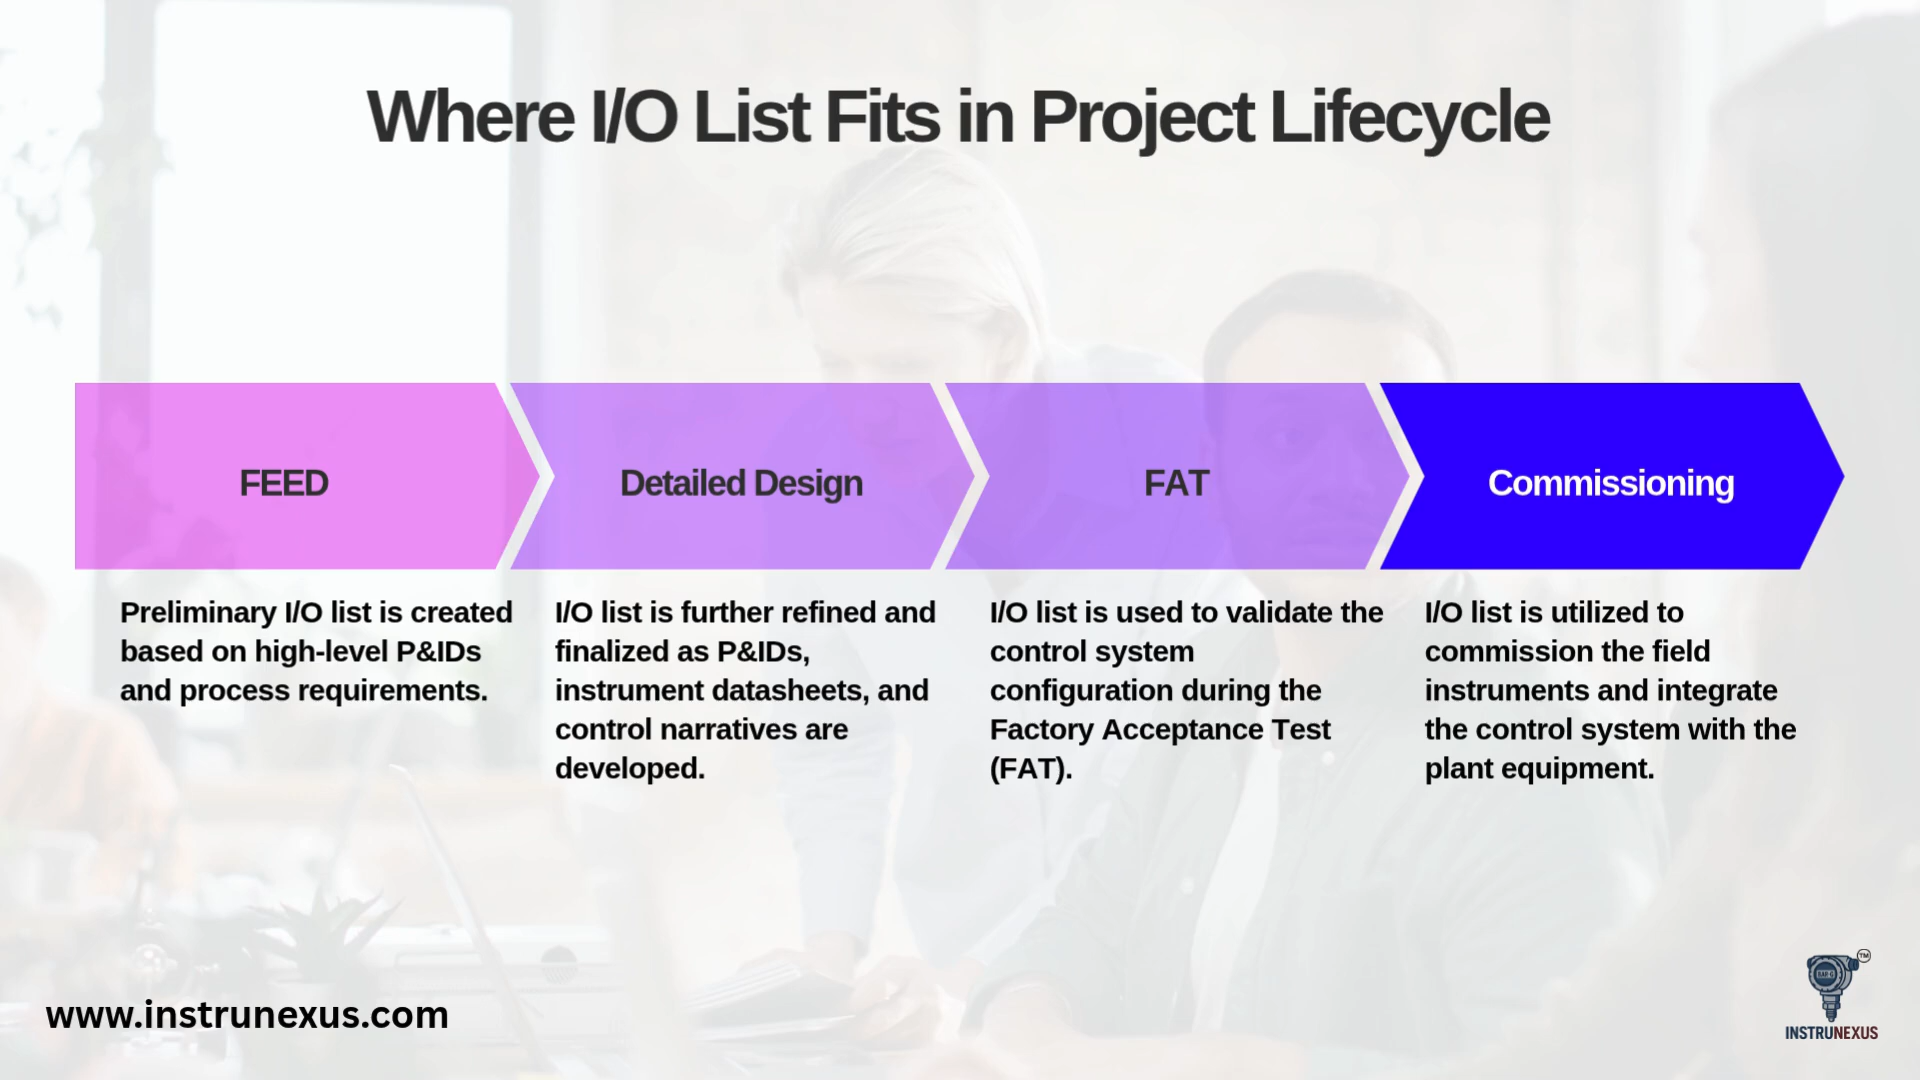 Where I/O List Fits in Project Lifecycle
FEED
Detailed Design
FAT
Commissioning
Preliminary I/O list is created
based on high-level P&IDs
and process requirements.
I/O list is further refined and
finalized as P&IDs,
instrument datasheets, and
control narratives are
developed.
I/O list is used to validate the
control system
configuration during the
Factory Acceptance Test
(FAT).
I/O list is utilized to
commission the field
instruments and integrate
the control system with the
plant equipment.
www.instrunexus.com
TM
INSTRUNEXUS